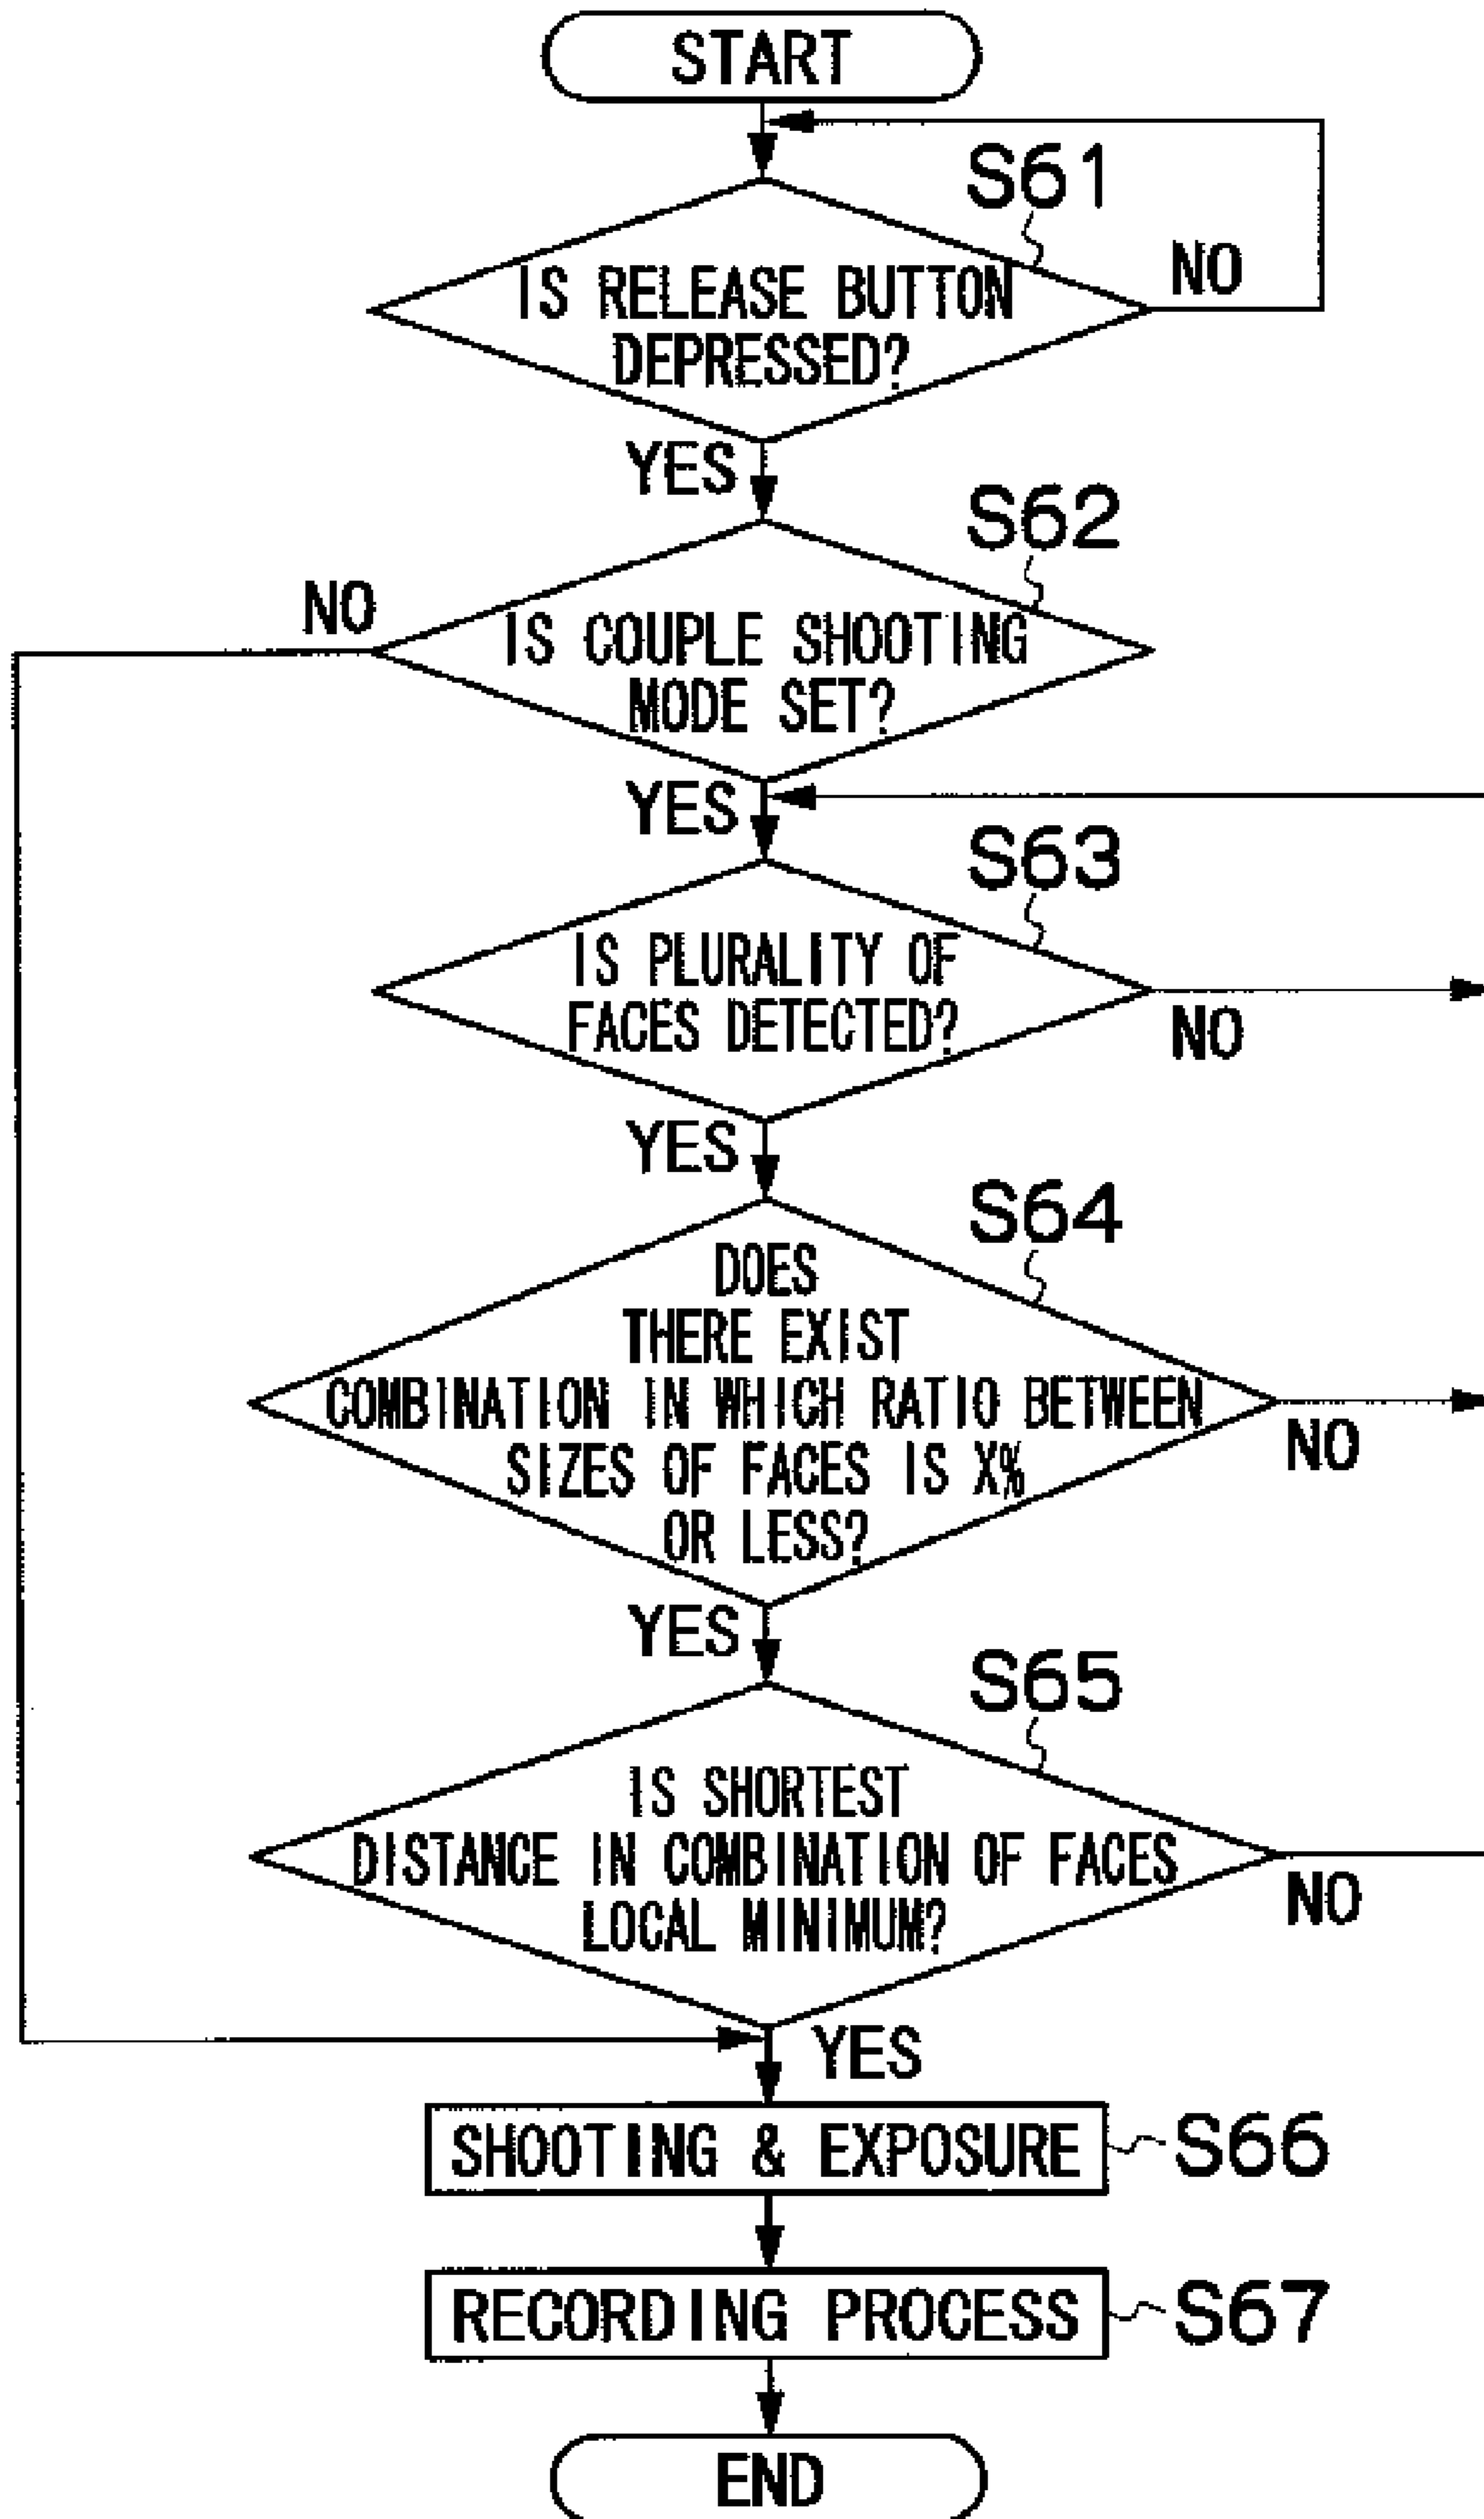 START
S61
IS RELEASE BUTTON
DEPRESSED?
NO
YES
S62
NO
IS COUPLE SHOOTING
MODE SET?
YES
S63
IS PLURALITY OF
FACES DETECTED?
NO
YES
S64
DOES
THERE EXIST
COMBINATION IN WHICH RATIO BETWEEN
SIZES OF FACES IS X%
OR LESS?
NO
YES
S65
IS SHORTEST
DISTANCE IN COMBINATION OF FACES
LOCAL MINIMUM?
NO
YES
SHOOTING & EXPOSURE
S66
RECORDING PROCESS
S67
END